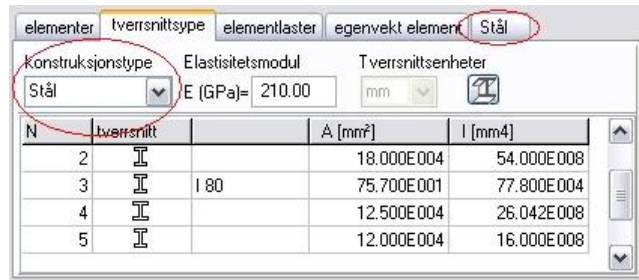 elementer tverrsnittsype elementlaster egenvekt element Stål
Konstruksjonstype Elastisitetsmodul Tverrsnittsenheter
Stål E (GPa)= 210.00 mm
N tverrsnitt A [mm²] I [mm4]
2 18.000E004 54.000E008
3 I 80 75.700E001 77.800E004
4 12.500E004 26.042E008
5 12.000E004 16.000E008